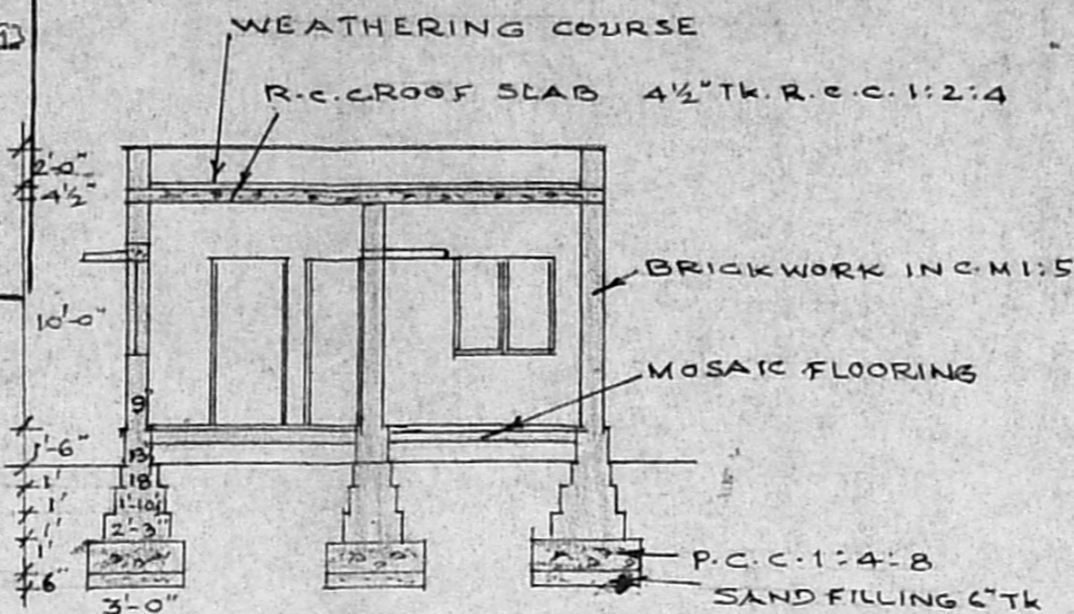 WEATHERING COURSE
R.C.C ROOF SLAB 4½" TK. R.C.C. 1:2:4
2'-0"
4½"
BRICKWORK IN C.M 1:5
10'-0"
MOSAIC FLOORING
9"
1'-6"
13
1'
18
1'
1'-10½
1'
2'-3"
1'
P.C.C. 1:4:8
6"
SAND FILLING 6" TK
3'-0"